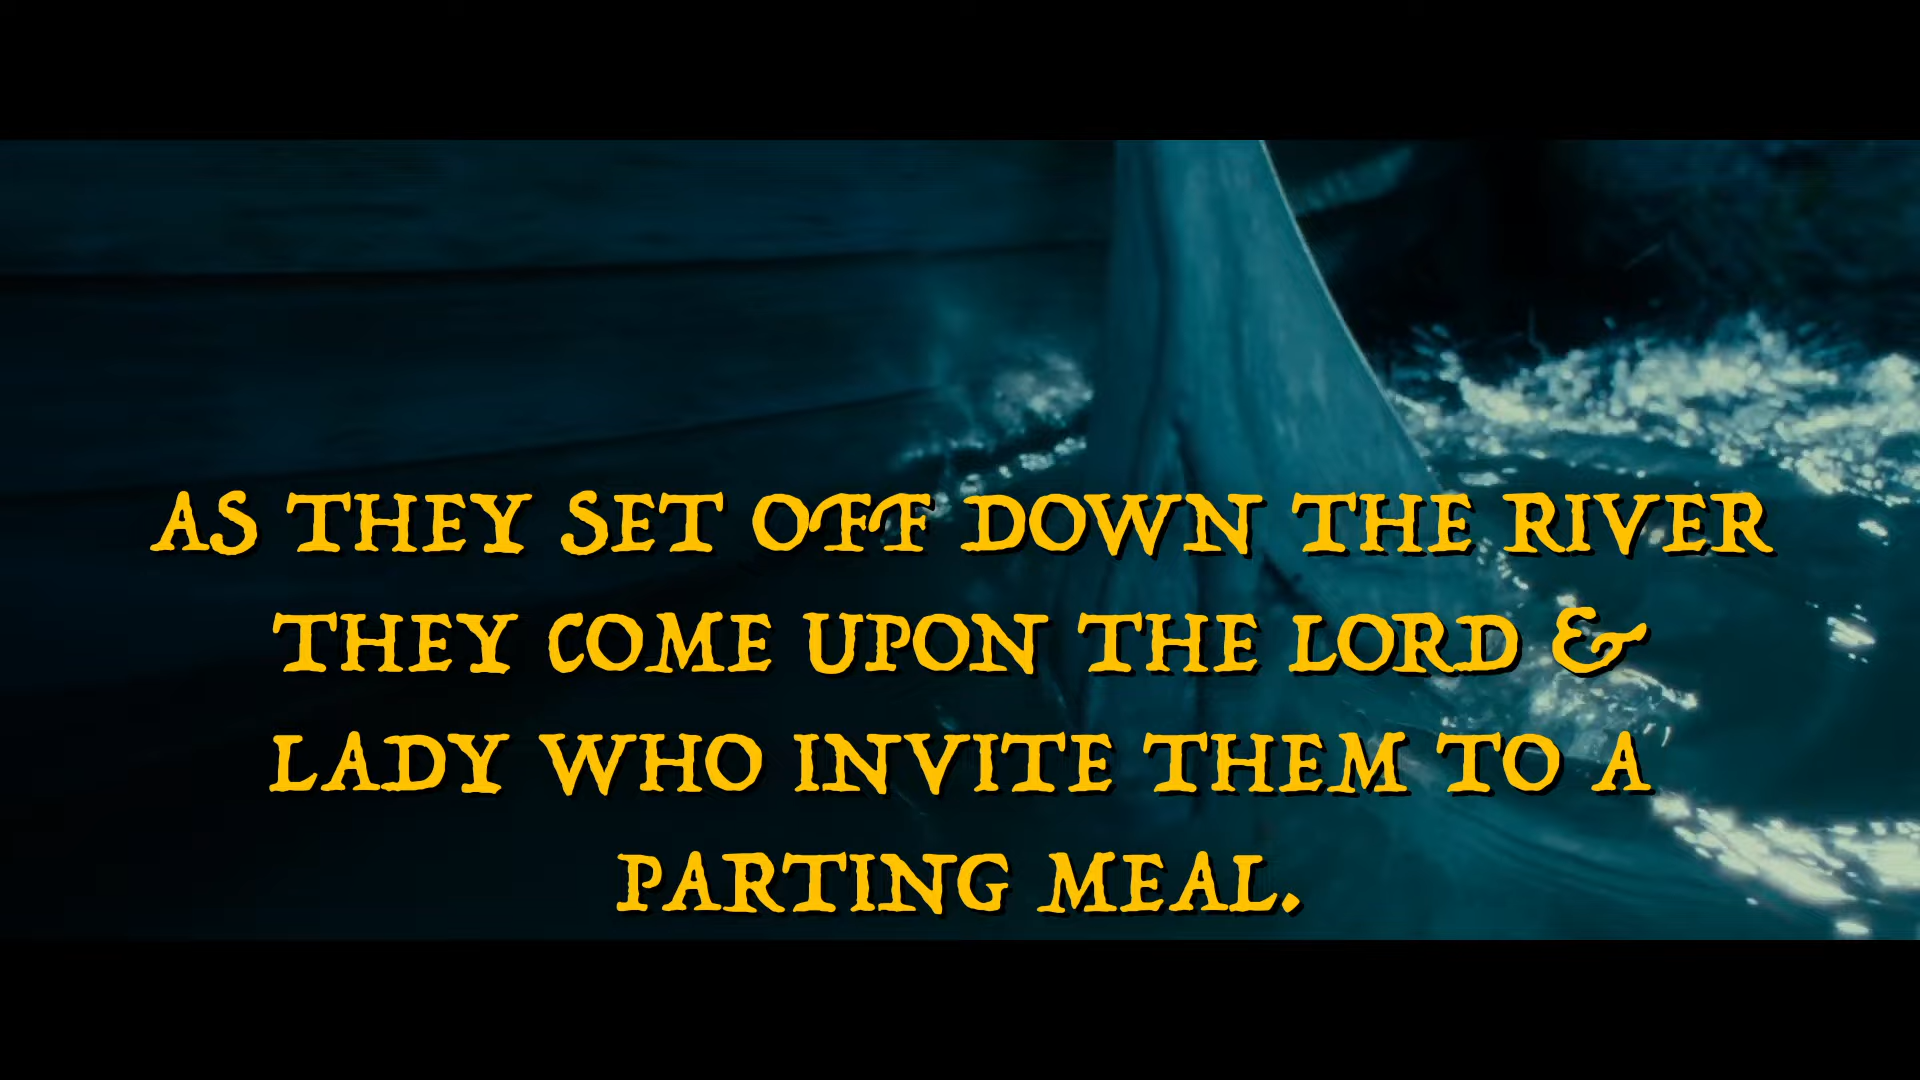 AS THEY SET OFF DOWN THE RIVER
THEY COME UPON THE LORD &
LADY WHO INVITE THEM TO A
PARTING MEAL.